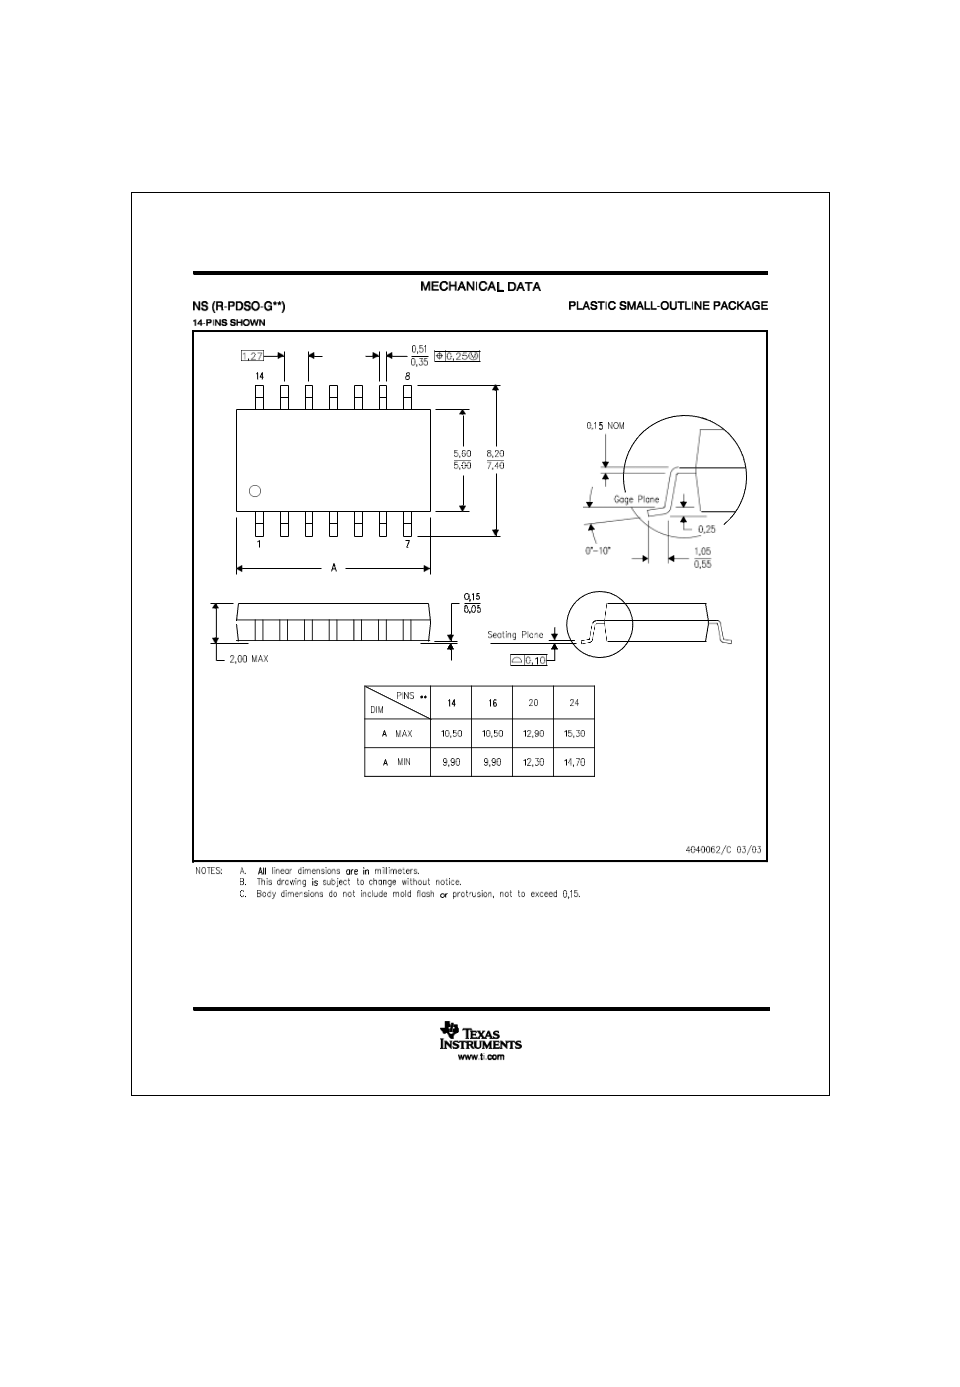 MECHANICAL DATA
NS (R-PDSO-G**)
PLASTIC SMALL-OUTLINE PACKAGE
14-PINS SHOWN
1,27
0,51
0,35
⌖ 0,25 Ⓜ
14
8
5,60
5,00
8,20
7,40
1
7
A
0,15 NOM
Gage Plane
0,25
0°–10°
1,05
0,55
0,15
0,05
2,00 MAX
Seating Plane
⌓ 0,10
PINS **
DIM
14 16 20 24
A MAX 10,50 10,50 12,90 15,30
A MIN 9,90 9,90 12,30 14,70
4040062/C 03/03
NOTES: A. All linear dimensions are in millimeters.
B. This drawing is subject to change without notice.
C. Body dimensions do not include mold flash or protrusion, not to exceed 0,15.
TEXAS
INSTRUMENTS
www.ti.com